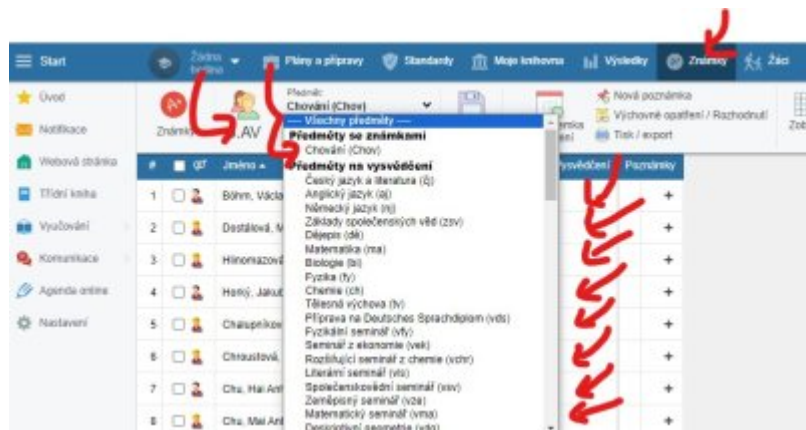 Start
Žádná hodina
Plány a přípravy
Standardy
Moje knihovna
Výsledky
Známky
Žáci
Úvod
Notifikace
Webová stránka
Třídní kniha
Vyučování
Komunikace
Agenda online
Nastavení
Známky
.AV
Předmět:
Chování (Chov)
Nová poznámka
Výchovné opatření / Rozhodnutí
Tisk / export
---- Všechny předměty ----
Předměty se známkami
Chování (Chov)
Předměty na vysvědčení
Český jazyk a literatura (čj)
Anglický jazyk (aj)
Německý jazyk (nj)
Základy společenských věd (zsv)
Dějepis (dě)
Matematika (ma)
Biologie (bi)
Fyzika (fy)
Chemie (ch)
Tělesná výchova (tv)
Příprava na Deutsches Sprachdiplom (vds)
Fyzikální seminář (vfy)
Seminář z ekonomie (vek)
Rozšiřující seminář z chemie (vchr)
Literární seminář (vls)
Společenskovědní seminář (vsv)
Zeměpisný seminář (vze)
Matematický seminář (vma)
Deskriptivní geometrie (vdg)
# Jméno
Vysvědčení Poznámky
1 Böhm, Václa +
2 Dostálová, M +
3 +
4 Horký, Jakub +
5 Chalupníkov +
6 Chroustová, +
7 Chu, Hai Anh +
8 Chu, Mai Anh +